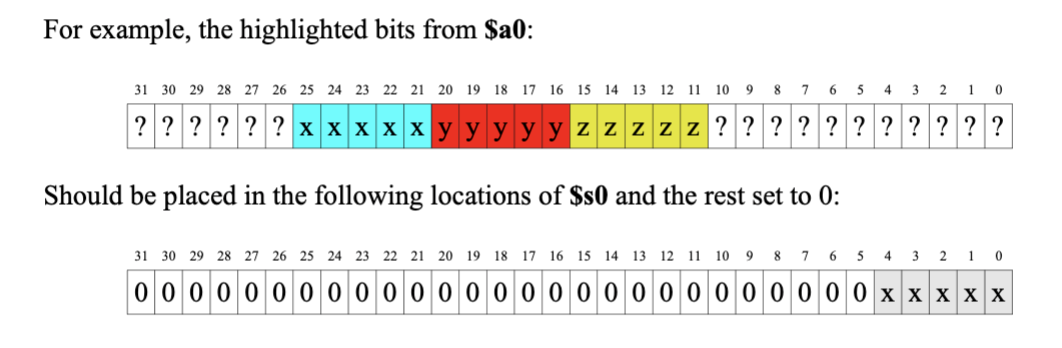 For example, the highlighted bits from $a0:
31 30 29 28 27 26 25 24 23 22 21 20 19 18 17 16 15 14 13 12 11 10 9 8 7 6 5 4 3 2 1 0
? ? ? ? ? ? x x x x x y y y y y z z z z z ? ? ? ? ? ? ? ? ? ? ?
Should be placed in the following locations of $s0 and the rest set to 0:
31 30 29 28 27 26 25 24 23 22 21 20 19 18 17 16 15 14 13 12 11 10 9 8 7 6 5 4 3 2 1 0
0 0 0 0 0 0 0 0 0 0 0 0 0 0 0 0 0 0 0 0 0 0 0 0 0 0 0 x x x x x